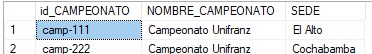 id_CAMPEONATO NOMBRE_CAMPEONATO SEDE
1 camp-111 Campeonato Unifranz El Alto
2 camp-222 Campeonato Unifranz Cochabamba